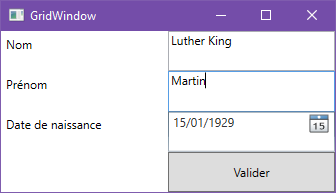 GridWindow
Nom Luther King
Prénom Martin
Date de naissance 15/01/1929 15
Valider